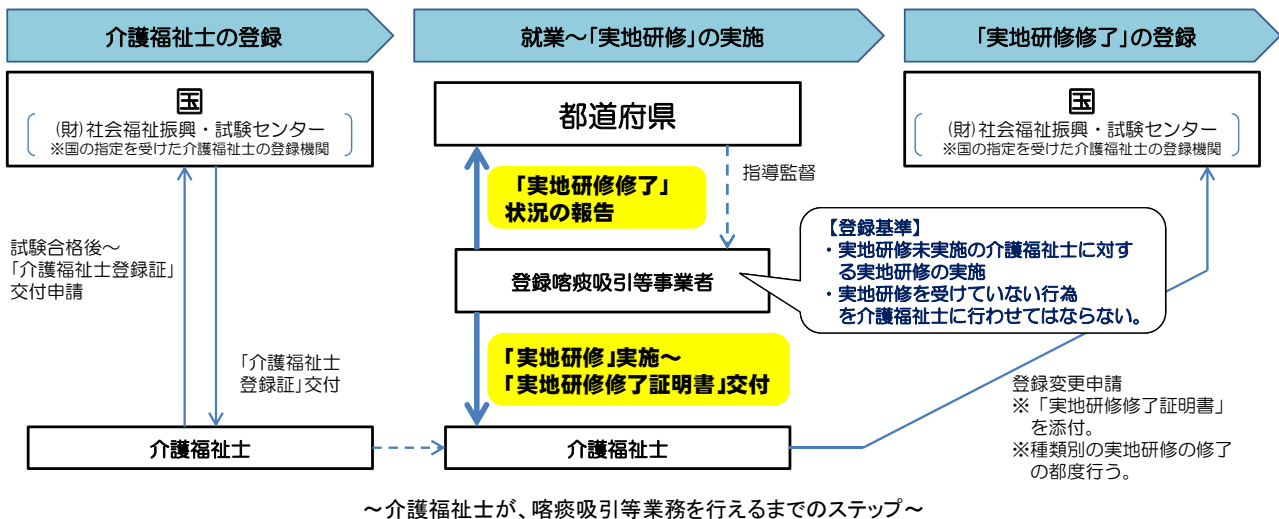 介護福祉士の登録
就業～「実地研修」の実施
「実地研修修了」の登録
国
(財)社会福祉振興・試験センター
※国の指定を受けた介護福祉士の登録機関
都道府県
国
(財)社会福祉振興・試験センター
※国の指定を受けた介護福祉士の登録機関
「実地研修修了」
状況の報告
指導監督
試験合格後～
「介護福祉士登録証」
交付申請
登録喀痰吸引等事業者
【登録基準】
・実地研修未実施の介護福祉士に対す
る実地研修の実施
・実地研修を受けていない行為
を介護福祉士に行わせてはならない。
「介護福祉士
登録証」交付
「実地研修」実施～
「実地研修修了証明書」交付
登録変更申請
※「実地研修修了証明書」
を添付。
※種類別の実地研修の修了
の都度行う。
介護福祉士
介護福祉士
～介護福祉士が、喀痰吸引等業務を行えるまでのステップ～